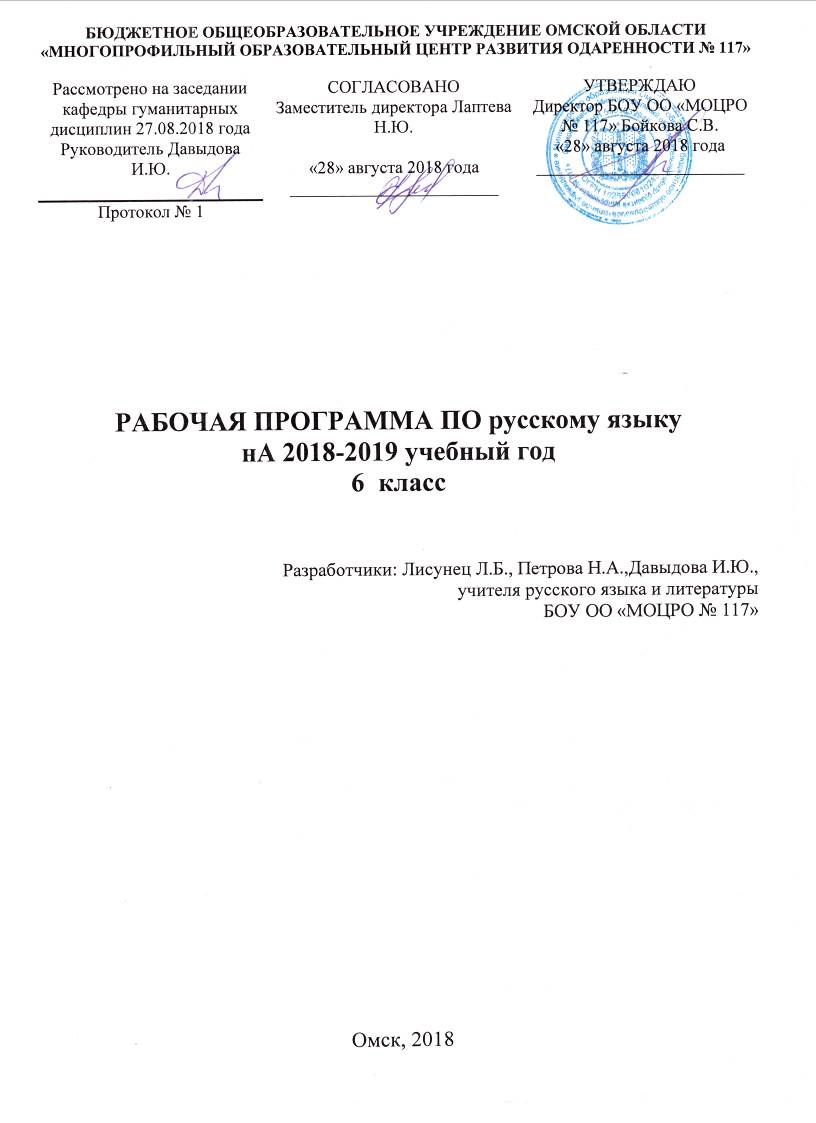 БЮДЖЕТНОЕ ОБЩЕОБРАЗОВАТЕЛЬНОЕ УЧРЕЖДЕНИЕ ОМСКОЙ ОБЛАСТИ
«МНОГОПРОФИЛЬНЫЙ ОБРАЗОВАТЕЛЬНЫЙ ЦЕНТР РАЗВИТИЯ ОДАРЕННОСТИ № 117»
Рассмотрено на заседании
кафедры гуманитарных
дисциплин 27.08.2018 года
Руководитель Давыдова
И.Ю.
Протокол № 1
СОГЛАСОВАНО
Заместитель директора Лаптева
Н.Ю.
«28» августа 2018 года
УТВЕРЖДАЮ
Директор БОУ ОО «МОЦРО
№ 117» Бойкова С.В.
«28» августа 2018 года
РАБОЧАЯ ПРОГРАММА ПО русскому языку
нА 2018-2019 учебный год
6 класс
Разработчики: Лисунец Л.Б., Петрова Н.А.,Давыдова И.Ю.,
учителя русского языка и литературы
БОУ ОО «МОЦРО № 117»
Омск, 2018